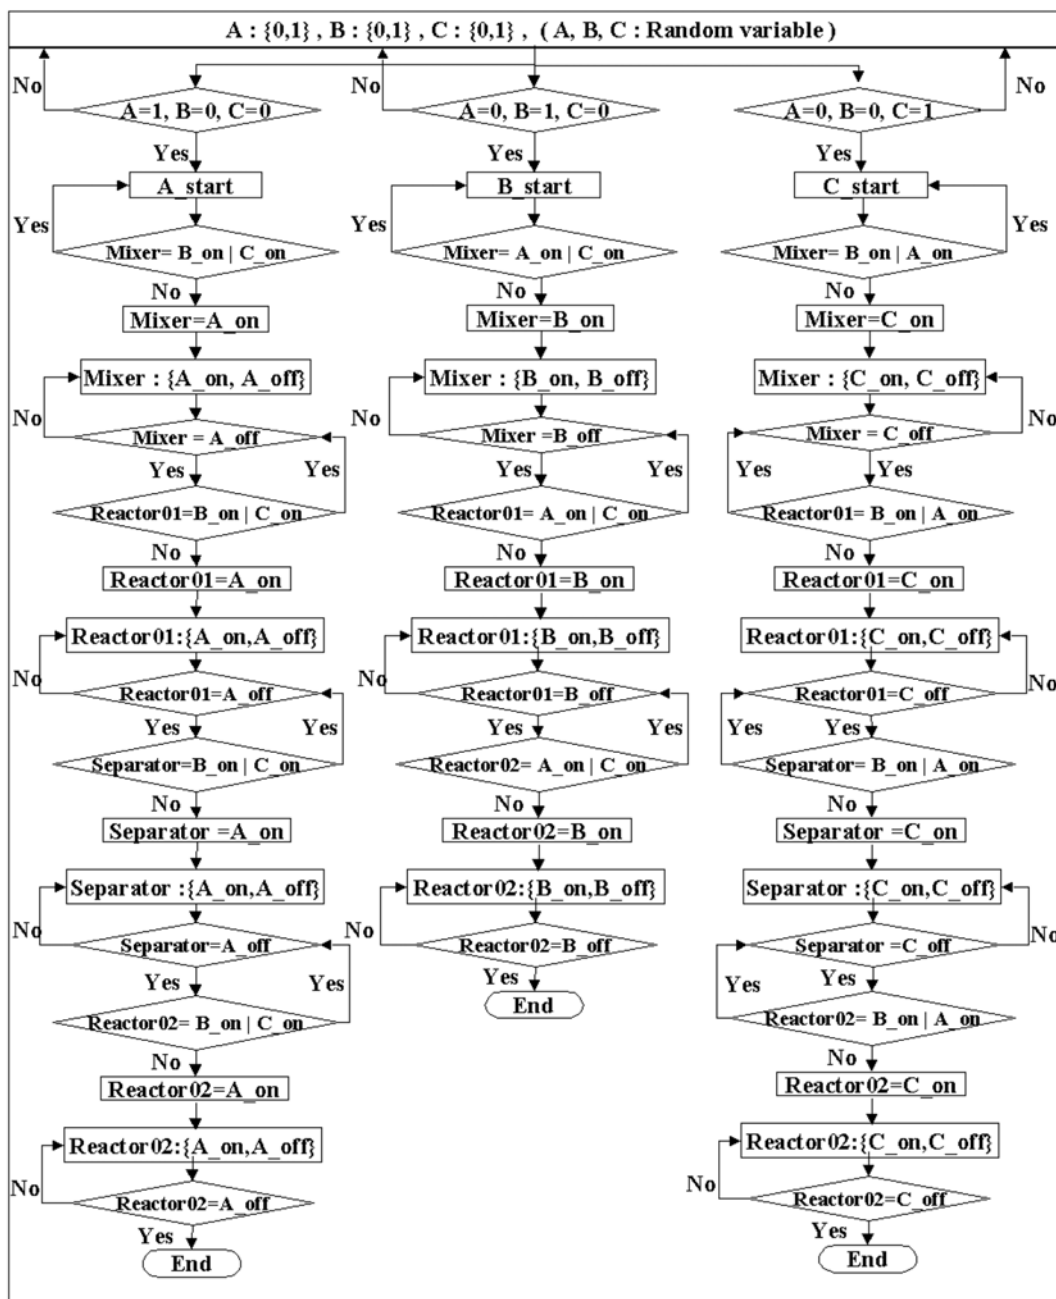 A : {0,1} , B : {0,1} , C : {0,1} , ( A, B, C : Random variable )
No
A=1, B=0, C=0
Yes
A_start
Yes
Mixer= B_on | C_on
No
Mixer=A_on
Mixer : {A_on, A_off}
No
Mixer = A_off
Yes
Yes
Reactor01=B_on | C_on
No
Reactor01=A_on
Reactor01:{A_on,A_off}
No
Reactor01=A_off
Yes
Yes
Separator=B_on | C_on
No
Separator =A_on
Separator :{A_on,A_off}
No
Separator=A_off
Yes
Yes
Reactor02= B_on | C_on
No
Reactor02=A_on
Reactor02:{A_on,A_off}
No
Reactor02=A_off
Yes
End
No
A=0, B=1, C=0
Yes
B_start
Yes
Mixer= A_on | C_on
No
Mixer=B_on
Mixer : {B_on, B_off}
No
Mixer =B_off
Yes
Yes
Reactor01= A_on | C_on
No
Reactor01=B_on
Reactor01:{B_on,B_off}
No
Reactor01=B_off
Yes
Yes
Reactor02= A_on | C_on
No
Reactor02=B_on
Reactor02:{B_on,B_off}
No
Reactor02=B_off
Yes
End
No
A=0, B=0, C=1
Yes
C_start
Yes
Mixer= B_on | A_on
No
Mixer=C_on
Mixer : {C_on, C_off}
No
Mixer = C_off
Yes
Yes
Reactor01= B_on | A_on
No
Reactor01=C_on
Reactor01:{C_on,C_off}
No
Reactor01=C_off
Yes
Yes
Separator= B_on | A_on
No
Separator =C_on
Separator :{C_on,C_off}
No
Separator =C_off
Yes
Yes
Reactor02= B_on | A_on
No
Reactor02=C_on
Reactor02:{C_on,C_off}
No
Reactor02=C_off
Yes
End